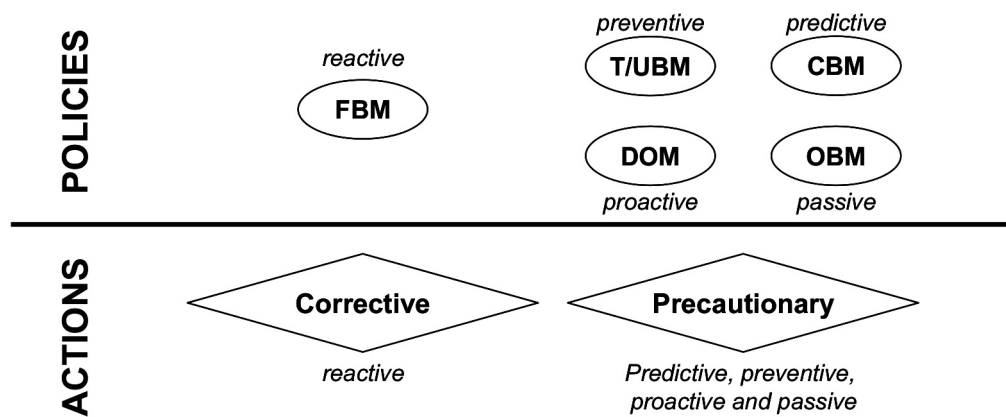 POLICIES
reactive
FBM
preventive
T/UBM
predictive
CBM
DOM
proactive
OBM
passive
ACTIONS
Corrective
reactive
Precautionary
Predictive, preventive,
proactive and passive